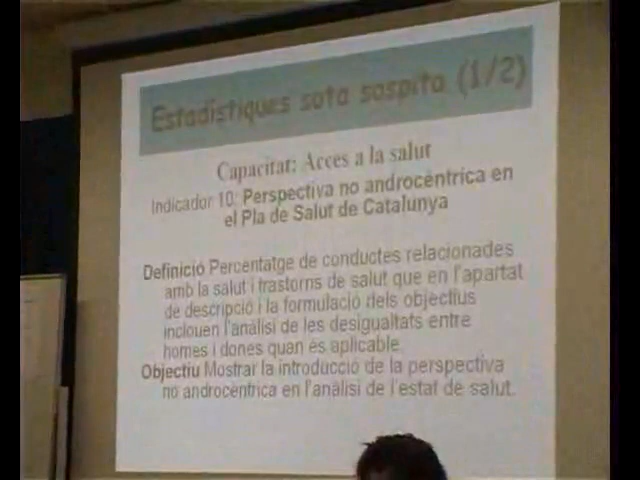 Estadístiques sota sospita (1/2)
Capacitat: Accés a la salut
Indicador 10: Perspectiva no androcèntrica en
el Pla de Salut de Catalunya
Definició Percentatge de conductes relacionades
amb la salut i trastorns de salut que en l'apartat
de descripció i la formulació dels objectius
inclouen l'anàlisi de les desigualtats entre
homes i dones quan és aplicable
Objectiu Mostrar la introducció de la perspectiva
no androcèntrica en l'anàlisi de l'estat de salut.